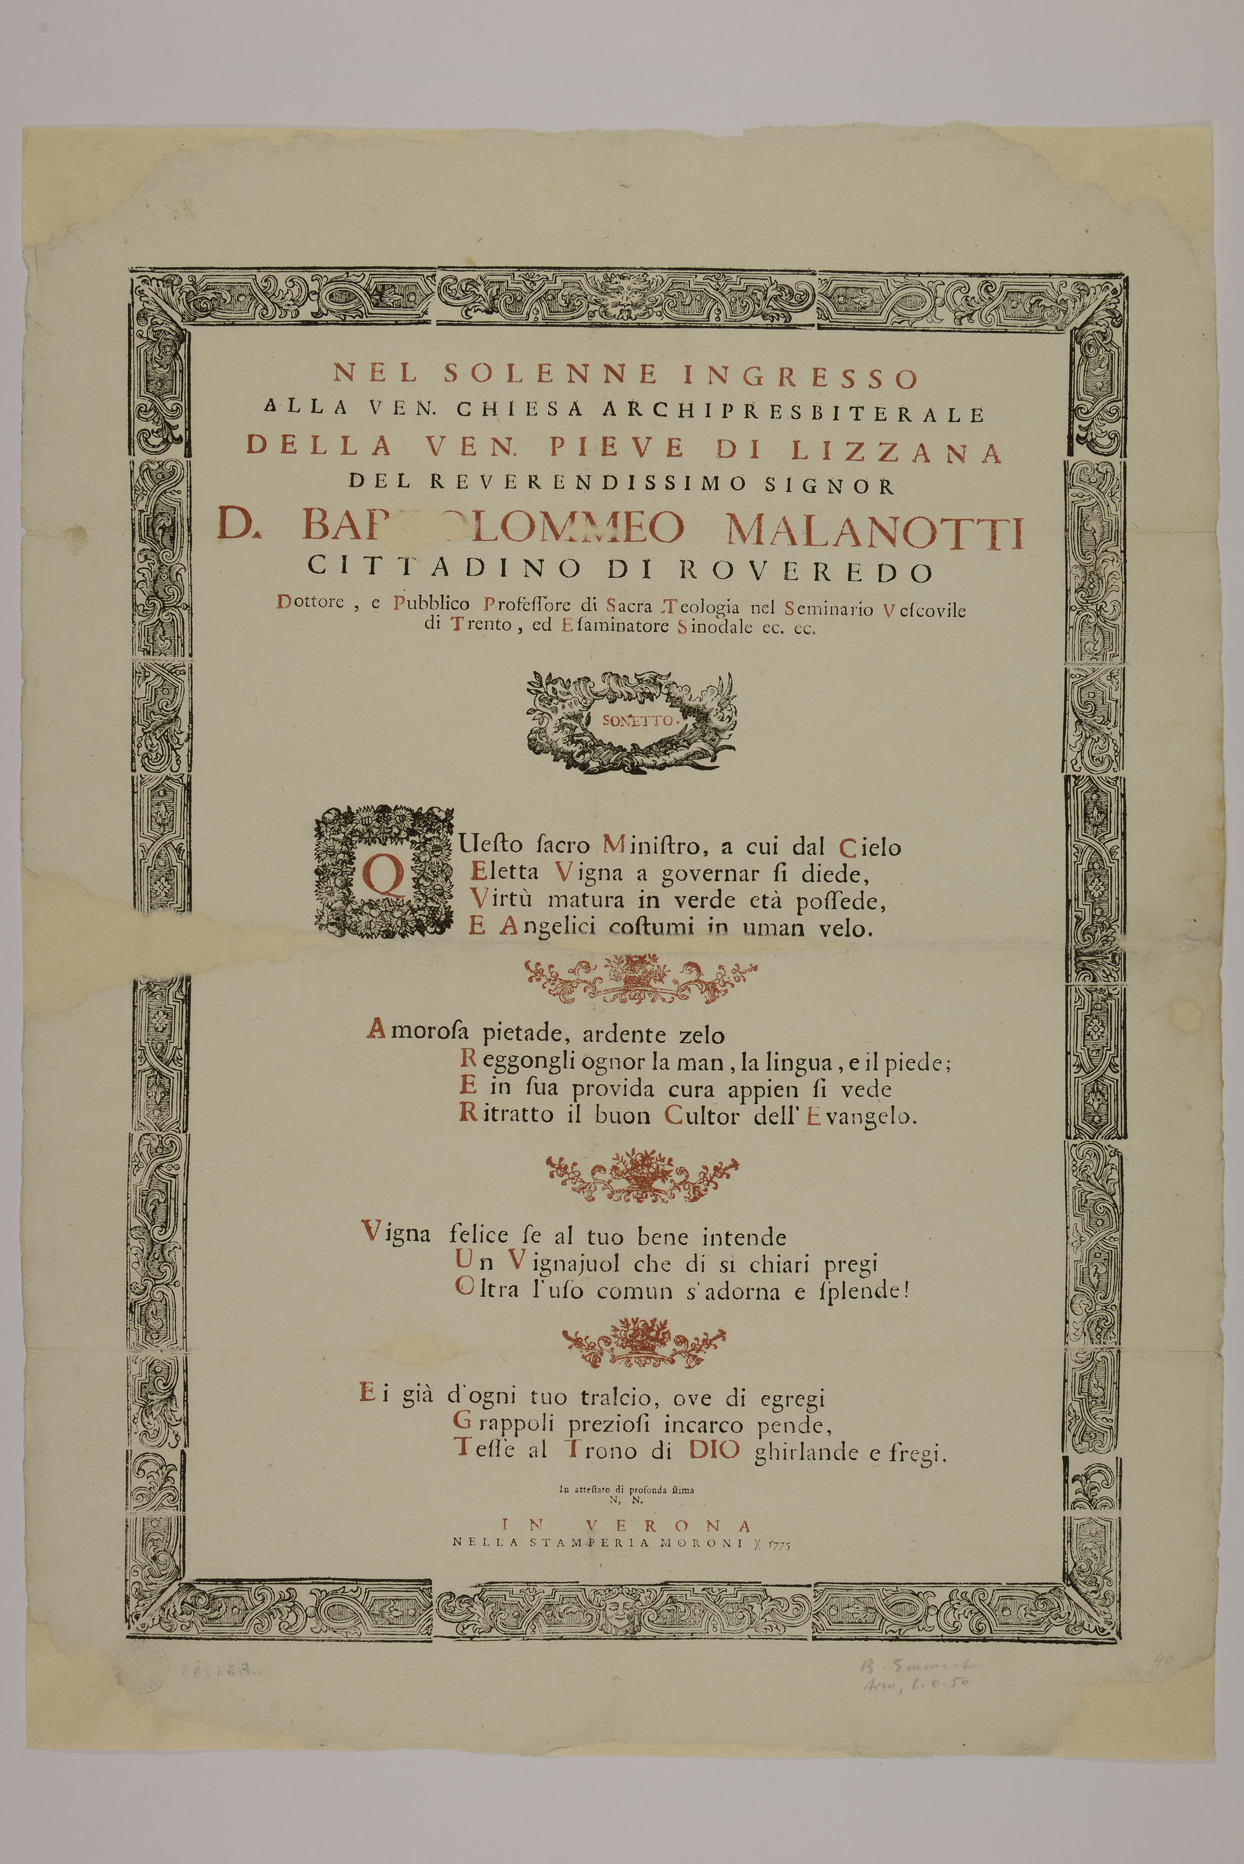 NEL SOLENNE INGRESSO
ALLA VEN. CHIESA ARCHIPRESBITERALE
DELLA VEN. PIEVE DI LIZZANA
DEL REVERENDISSIMO SIGNOR
D. BAR OLOMMEO MALANOTTI
CITTADINO DI ROVEREDO
Dottore, e Pubblico Profeſſore di Sacra Teologia nel Seminario Veſcovile
di Trento, ed Eſaminatore Sinodale ec. ec.
SONETTO.
QUeſto ſacro Miniſtro, a cui dal Cielo
Eletta Vigna a governar ſi diede,
Virtù matura in verde età poſſede,
E Angelici coſtumi in uman velo.
Amoroſa pietade, ardente zelo
Reggongli ognor la man, la lingua, e il piede;
E in ſua provida cura appien ſi vede
Ritratto il buon Cultor dell' Evangelo.
Vigna felice ſe al tuo bene intende
Un Vignajuol che di sì chiari pregi
Oltra l'uſo comun s'adorna e ſplende!
Ei già d'ogni tuo tralcio, ove di egregi
Grappoli prezioſi incarco pende,
Teſſe al Trono di DIO ghirlande e fregi.
In atteſtato di profonda ſtima
N. N.
IN VERONA
NELLA STAMPERIA MORONI )( 1775
40